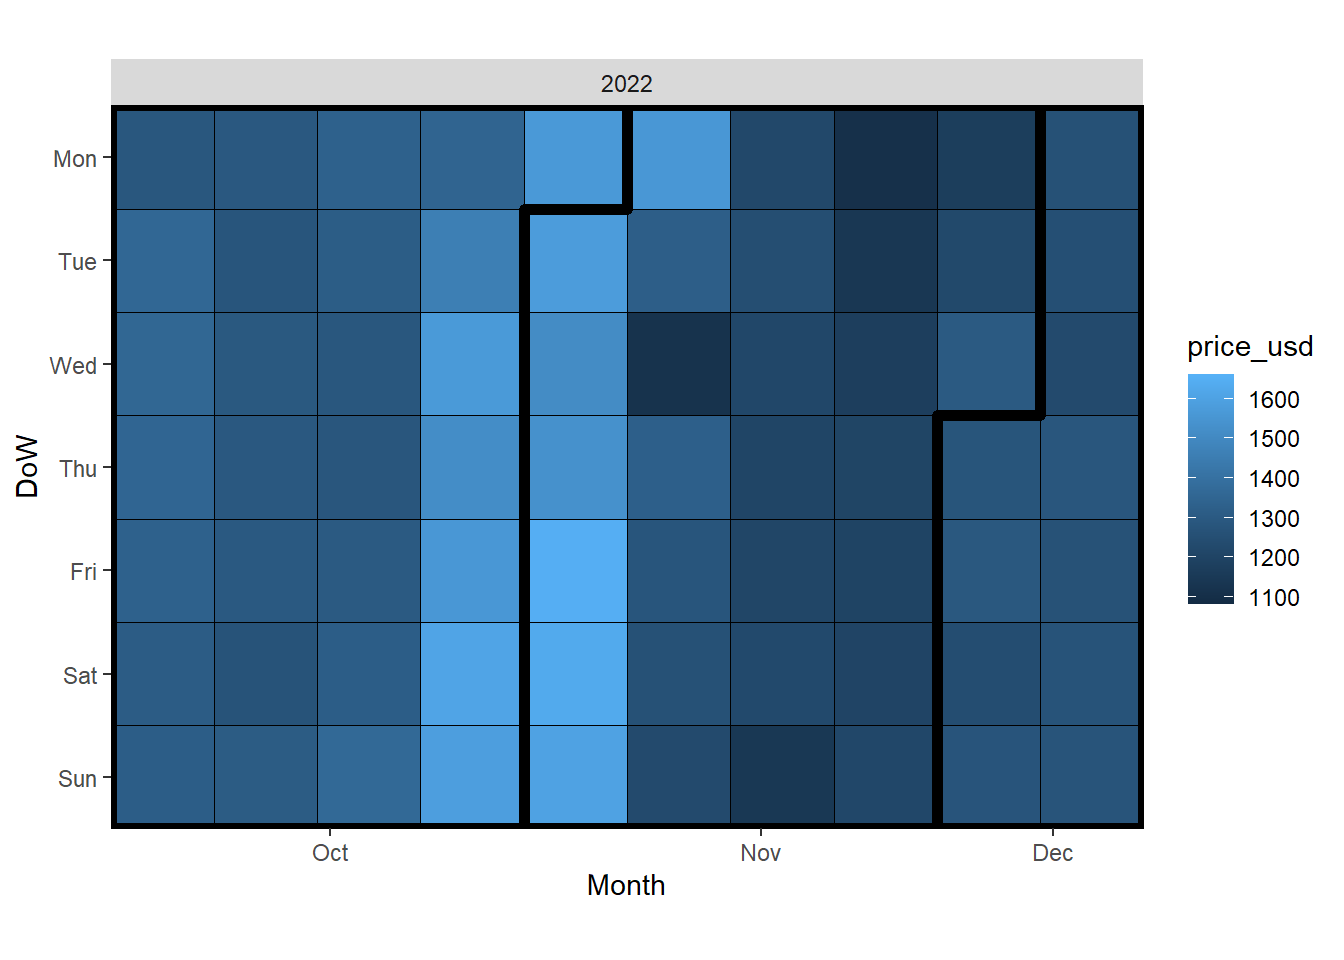 2022
Mon
Tue
Wed
Thu
Fri
Sat
Sun
DoW
Oct
Nov
Dec
Month
price_usd
1600
1500
1400
1300
1200
1100